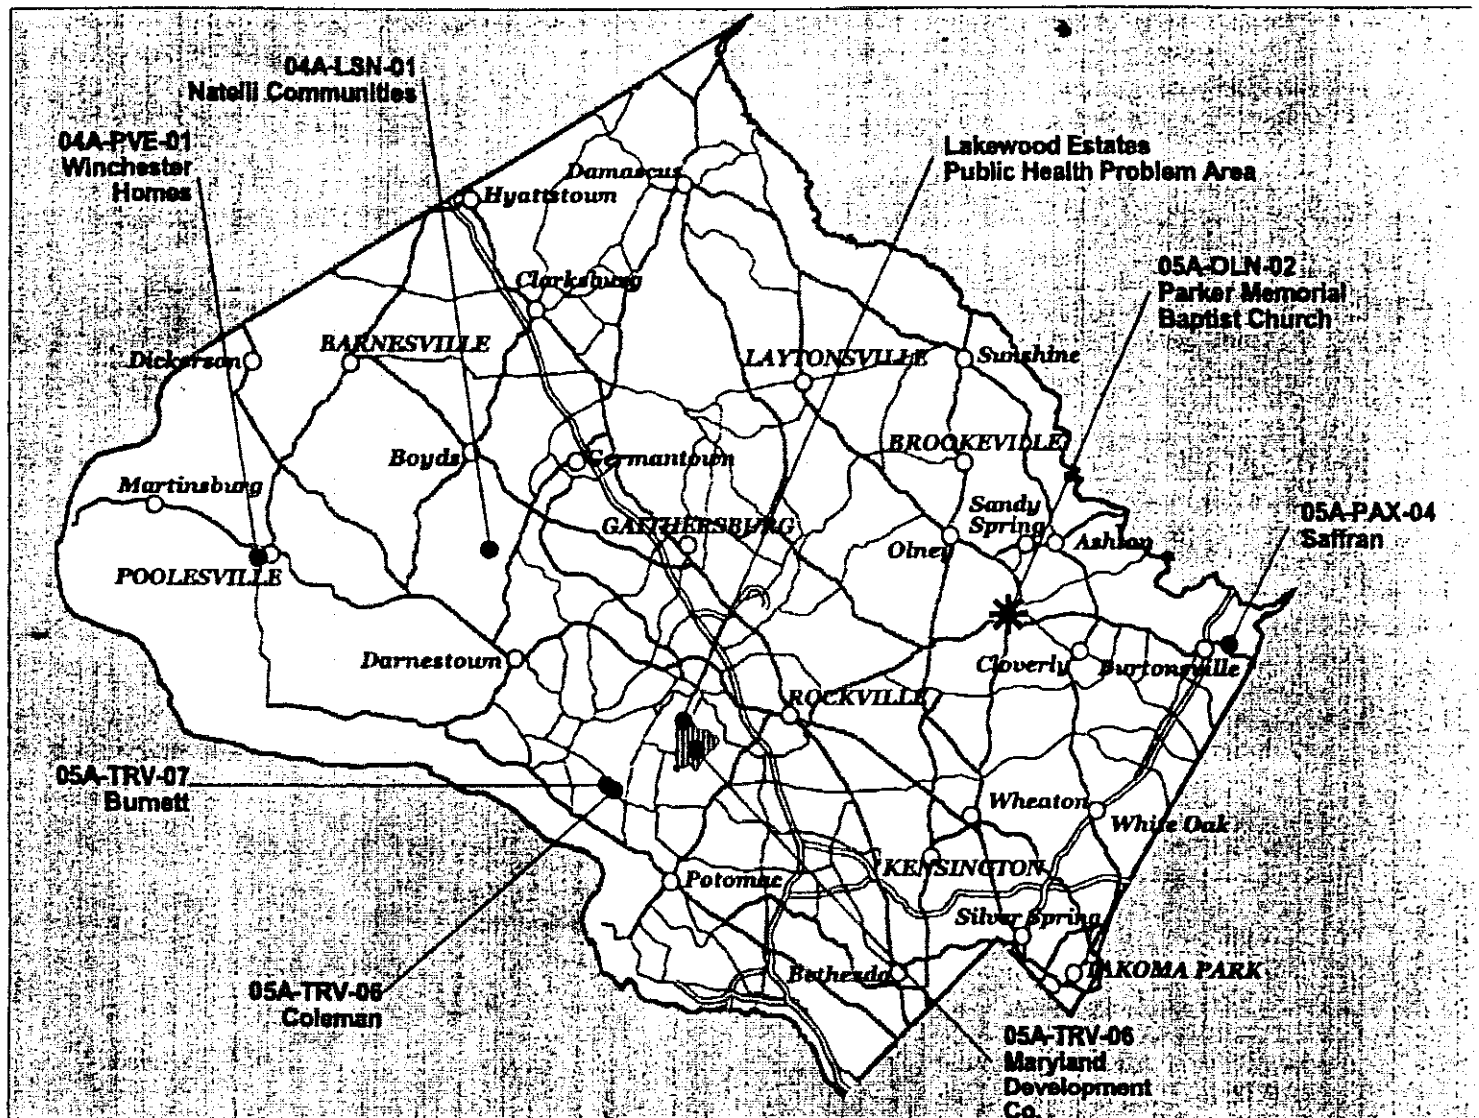 04A-LSN-01
Natelli Communities
04A-PVE-01
Winchester
Homes
Lakewood Estates
Public Health Problem Area
Damascus
Hyattstown
05A-OLN-02
Parker Memorial
Baptist Church
Clarksburg
BARNESVILLE
Dickerson
LAYTONSVILLE
Sunshine
BROOKEVILLE
Boyds
Germantown
Martinsburg
Sandy
Spring
GAITHERSBURG
05A-PAX-04
Saffran
Olney
Ashton
POOLESVILLE
Darnestown
Cloverly
Burtonsville
ROCKVILLE
05A-TRV-07
Burnett
Wheaton
White Oak
KENSINGTON
Potomac
Silver Spring
Bethesda
TAKOMA PARK
05A-TRV-06
Coleman
05A-TRV-06
Maryland
Development
Co.